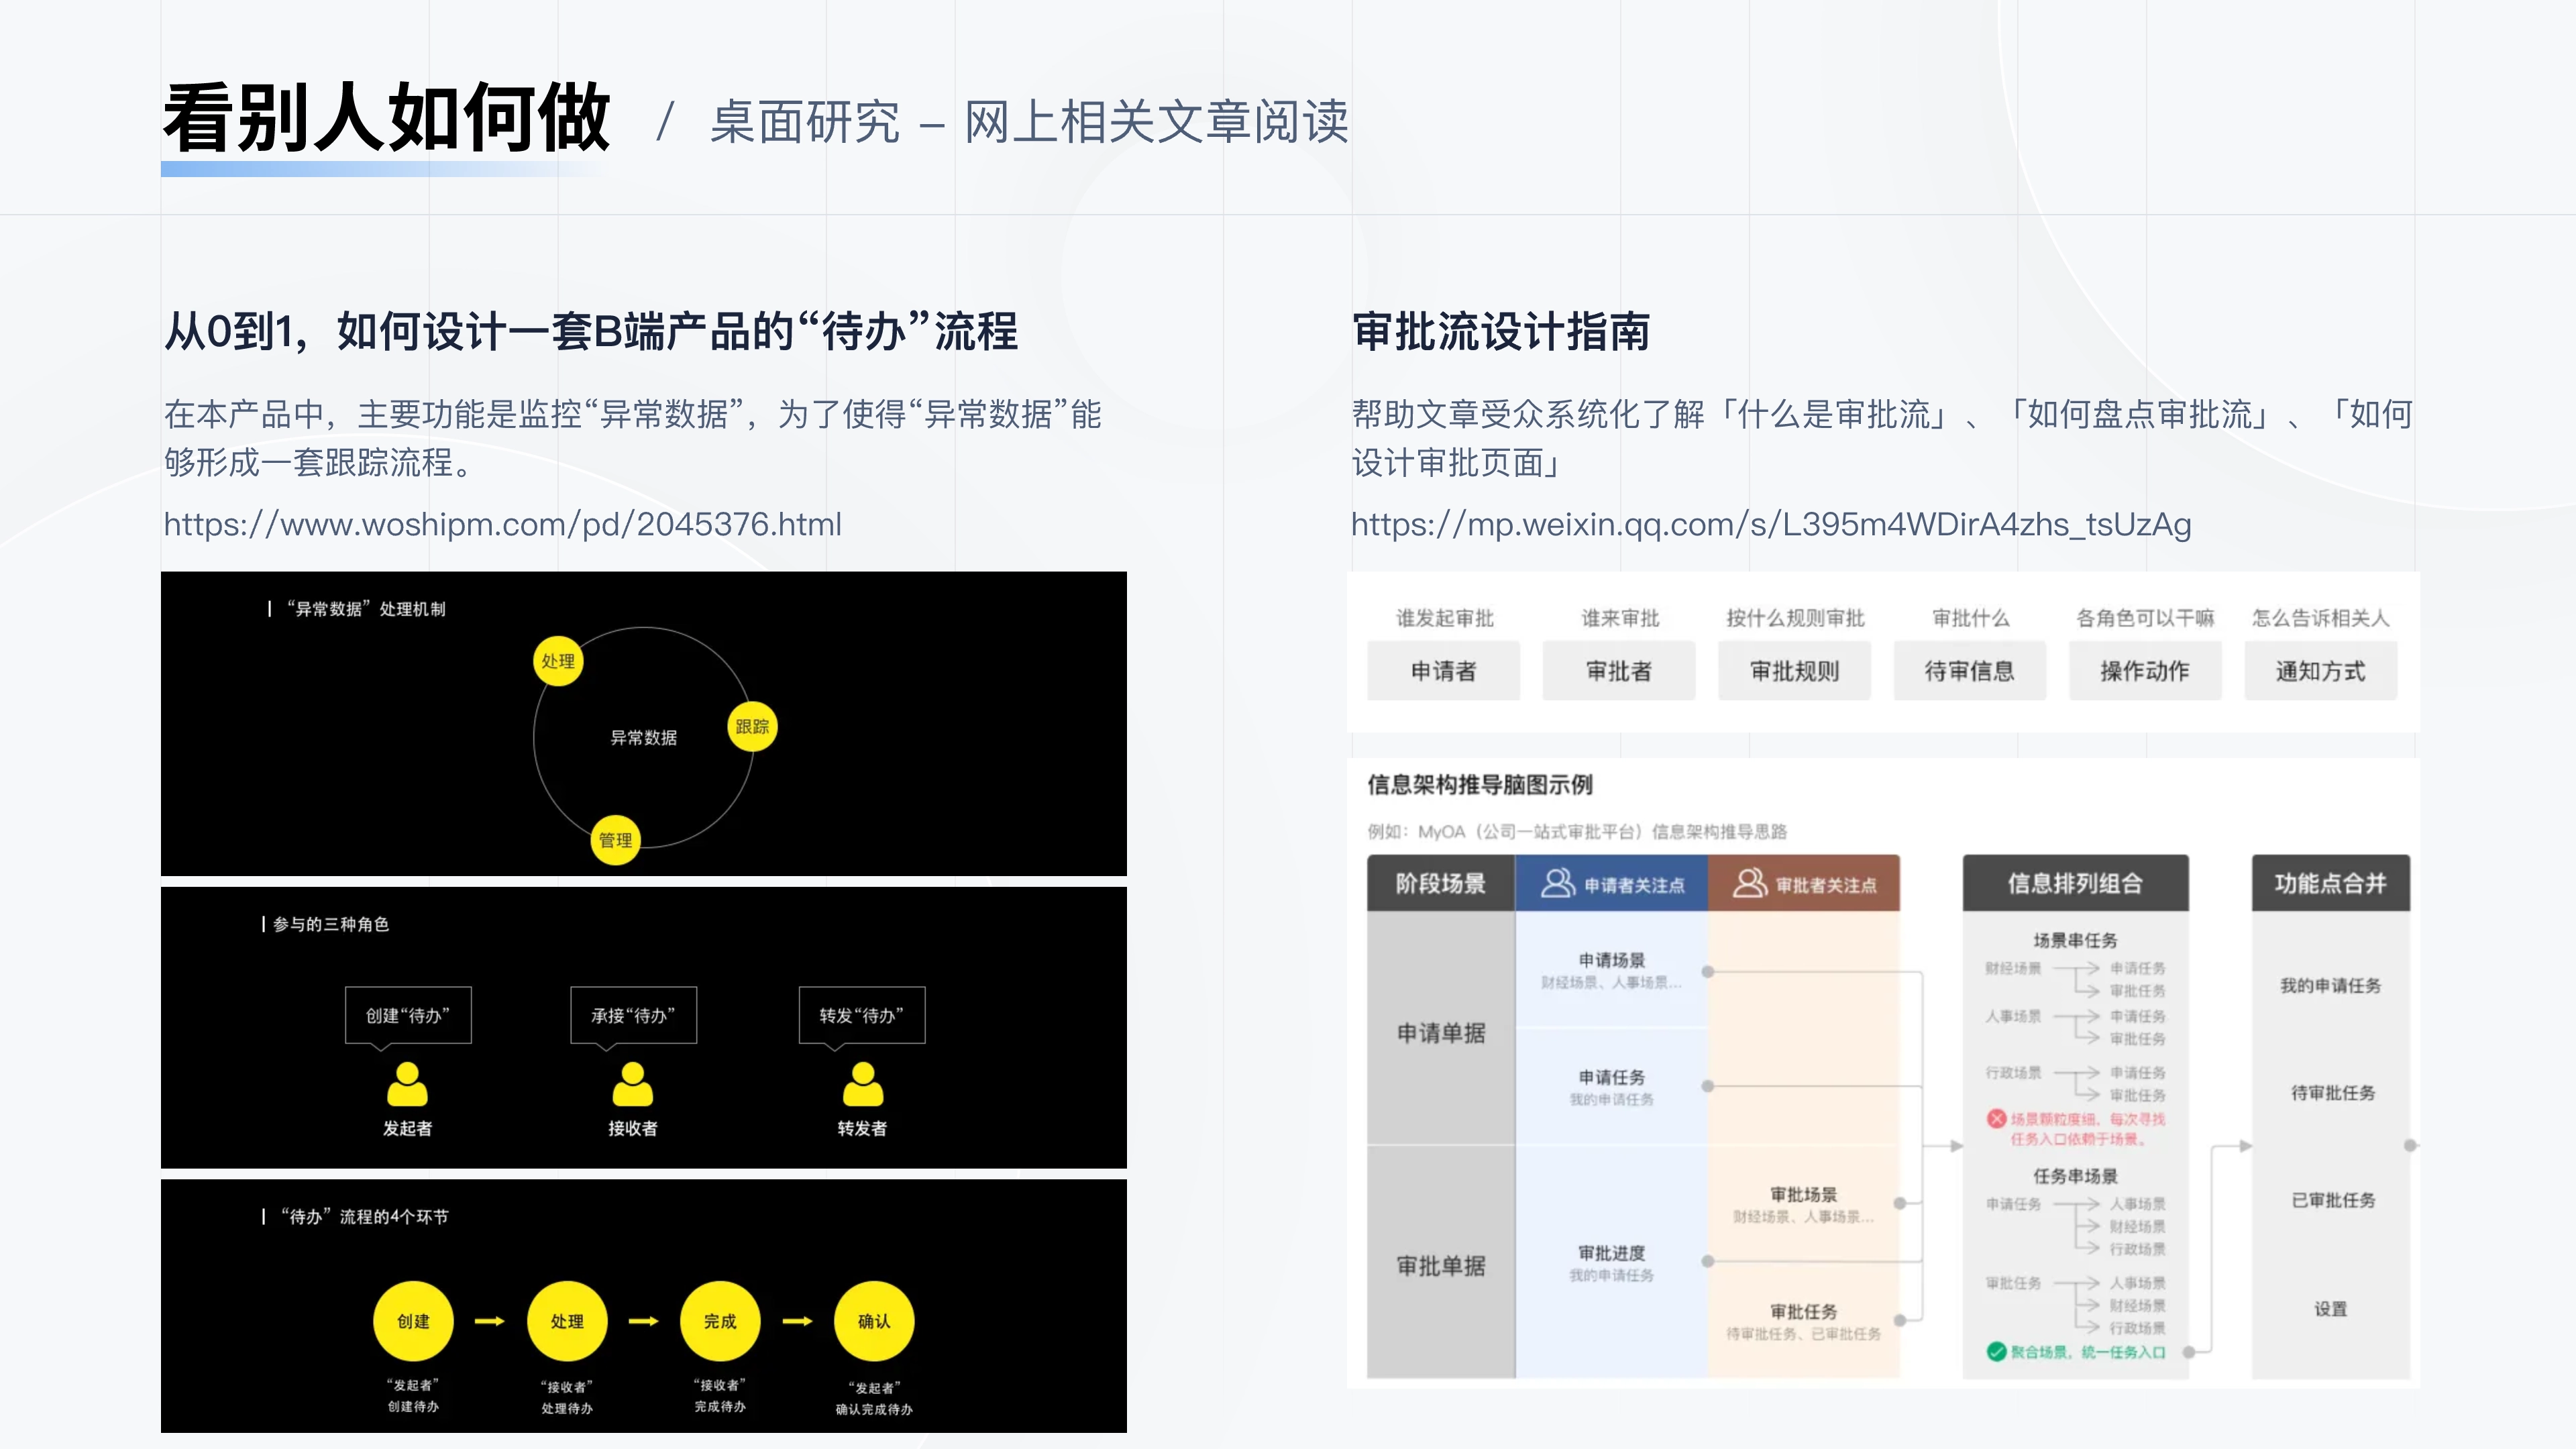 看别人如何做 / 桌面研究 – 网上相关文章阅读
从0到1，如何设计一套B端产品的“待办”流程
在本产品中，主要功能是监控“异常数据”，为了使得“异常数据”能
够形成一套跟踪流程。
https://www.woshipm.com/pd/2045376.html
“异常数据” 处理机制
处理
跟踪
异常数据
管理
参与的三种角色
创建“待办” 承接“待办” 转发“待办”
发起者 接收者 转发者
“待办” 流程的4个环节
创建 处理 完成 确认
“发起者” “接收者” “接收者” “发起者”
创建待办 处理待办 完成待办 确认完成待办
审批流设计指南
帮助文章受众系统化了解「什么是审批流」、「如何盘点审批流」、「如何
设计审批页面」
https://mp.weixin.qq.com/s/L395m4WDirA4zhs_tsUzAg
谁发起审批 谁来审批 按什么规则审批 审批什么 各角色可以干嘛 怎么告诉相关人
申请者 审批者 审批规则 待审信息 操作动作 通知方式
信息架构推导脑图示例
例如：MyOA（公司一站式审批平台）信息架构推导思路
阶段场景 申请者关注点 审批者关注点
申请单据
申请场景
财经场景、人事场景...
申请任务
我的申请任务
审批单据
审批进度
我的申请任务
审批场景
财经场景、人事场景...
审批任务
待审批任务、已审批任务
信息排列组合
场景串任务
财经场景 申请任务
审批任务
人事场景 申请任务
审批任务
行政场景 申请任务
审批任务
场景颗粒度细，每次寻找
任务入口依赖于场景。
任务串场景
申请任务 人事场景
财经场景
行政场景
审批任务 人事场景
财经场景
行政场景
聚合场景，统一任务入口
功能点合并
我的申请任务
待审批任务
已审批任务
设置